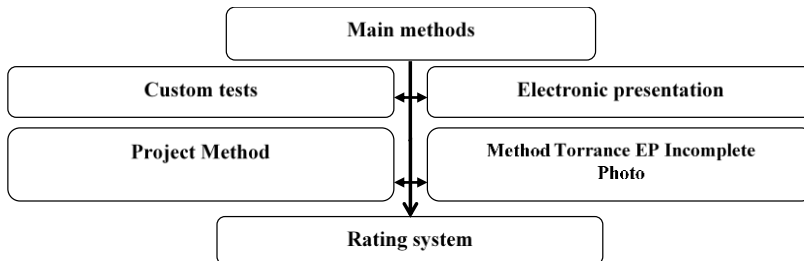 Main methods
Custom tests
Electronic presentation
Project Method
Method Torrance EP Incomplete
Photo
Rating system